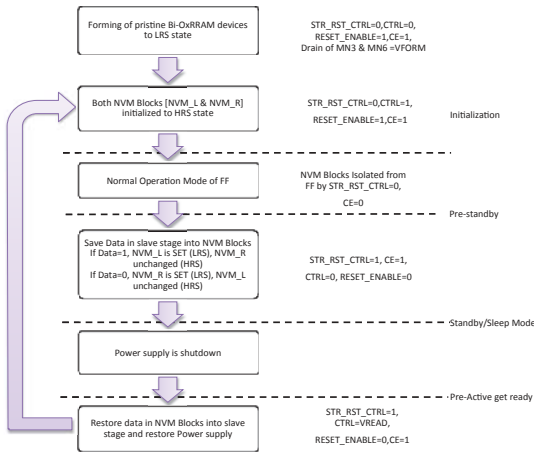 Forming of pristine Bi-OxRRAM devices
to LRS state
STR_RST_CTRL=0,CTRL=0,
RESET_ENABLE=1,CE=1,
Drain of MN3 & MN6 =VFORM
Both NVM Blocks [NVM_L & NVM_R]
initialized to HRS state
STR_RST_CTRL=0,CTRL=1,
RESET_ENABLE=1,CE=1
Initialization
Normal Operation Mode of FF
NVM Blocks Isolated from
FF by STR_RST_CTRL=0,
CE=0
Pre-standby
Save Data in slave stage into NVM Blocks
If Data=1, NVM_L is SET (LRS), NVM_R
unchanged (HRS)
If Data=0, NVM_R is SET (LRS), NVM_L
unchanged (HRS)
STR_RST_CTRL=1, CE=1,
CTRL=0, RESET_ENABLE=0
Standby/Sleep Mode
Power supply is shutdown
Pre-Active get ready
Restore data in NVM Blocks into slave
stage and restore Power supply
STR_RST_CTRL=1,
CTRL=VREAD,
RESET_ENABLE=0,CE=1